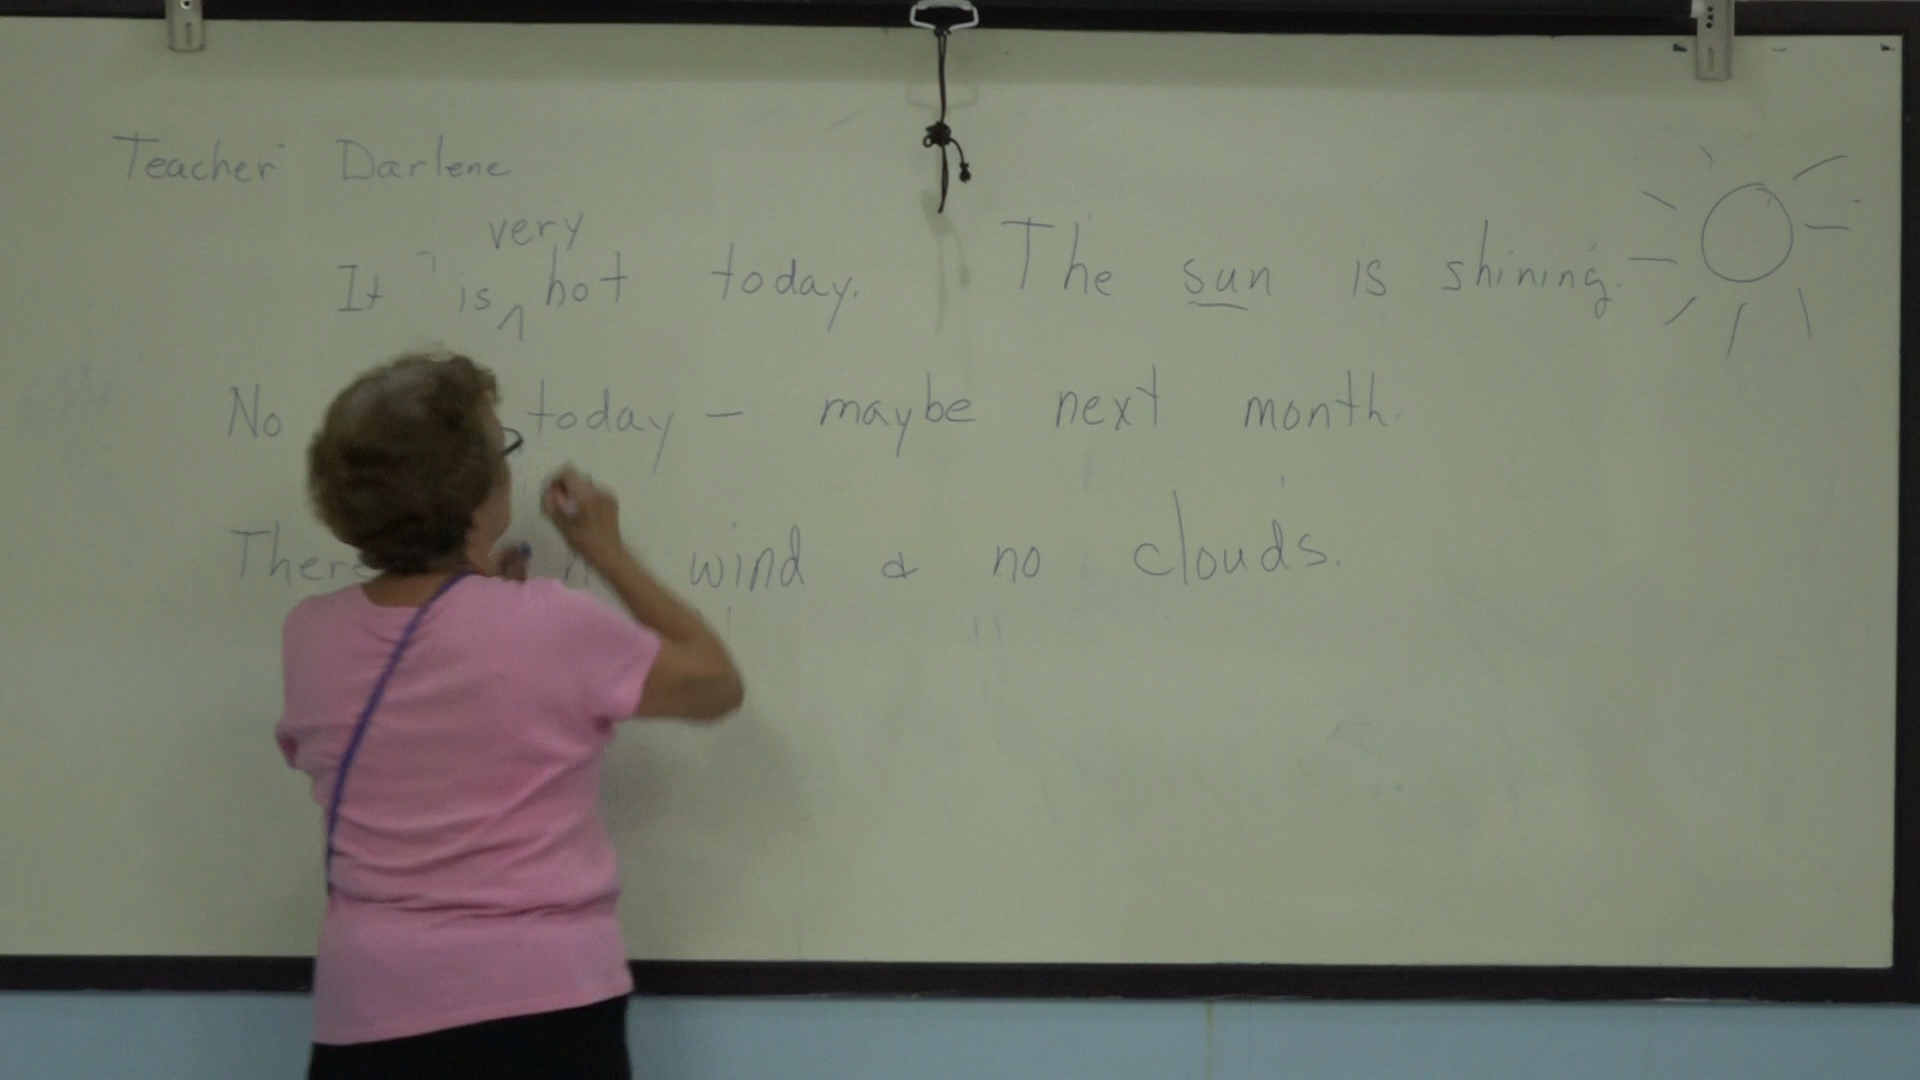 Teacher Darlene
very
It is hot today. The sun is shining.
No today - maybe next month.
There wind & no clouds.